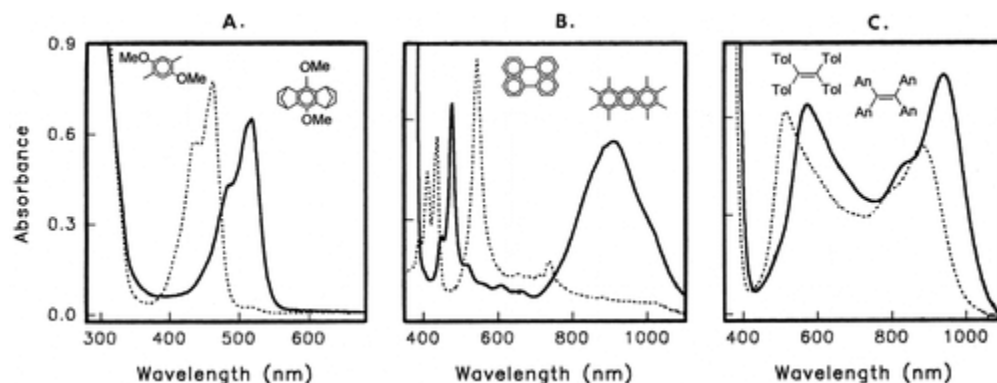 A.
B.
C.
Absorbance
0.9
0.6
0.3
0.0
MeO
OMe
OMe
OMe
300 400 500 600
Wavelength (nm)
400 600 800 1000
Wavelength (nm)
Tol Tol
Tol Tol
An An
An An
400 600 800 1000
Wavelength (nm)